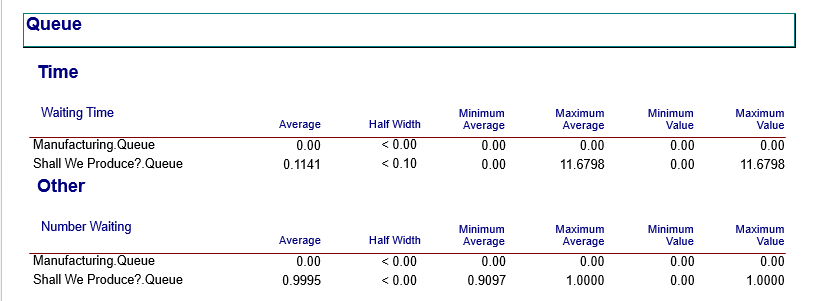 Queue
Time
Waiting Time Average Half Width Minimum Average Maximum Average Minimum Value Maximum Value
Manufacturing.Queue 0.00 < 0.00 0.00 0.00 0.00 0.00
Shall We Produce?.Queue 0.1141 < 0.10 0.00 11.6798 0.00 11.6798
Other
Number Waiting Average Half Width Minimum Average Maximum Average Minimum Value Maximum Value
Manufacturing.Queue 0.00 < 0.00 0.00 0.00 0.00 0.00
Shall We Produce?.Queue 0.9995 < 0.00 0.9097 1.0000 0.00 1.0000